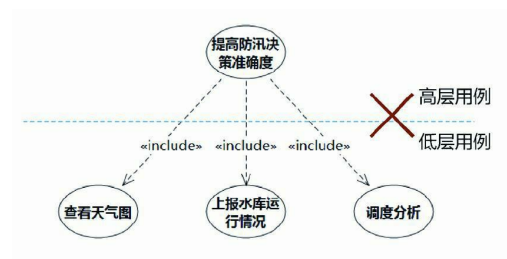 提高防汛决
策准确度
高层用例
低层用例
«include» «include» «include»
查看天气图
上报水库运
行情况
调度分析